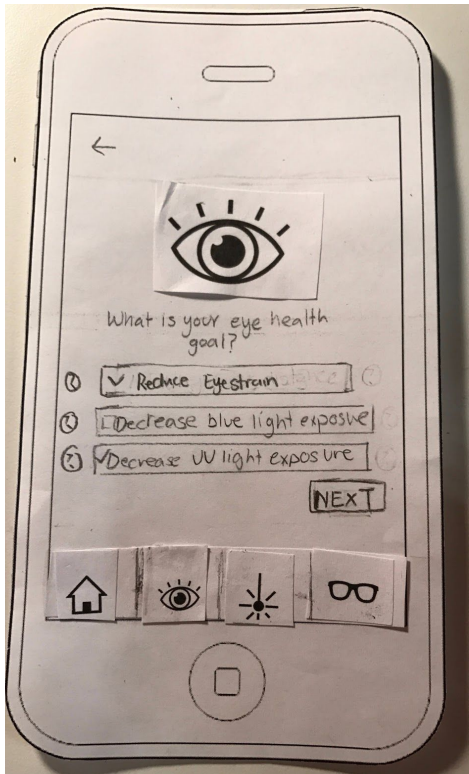 What is your eye health
goal?
Reduce Eyestrain
Decrease blue light exposure
Decrease UV light exposure
NEXT